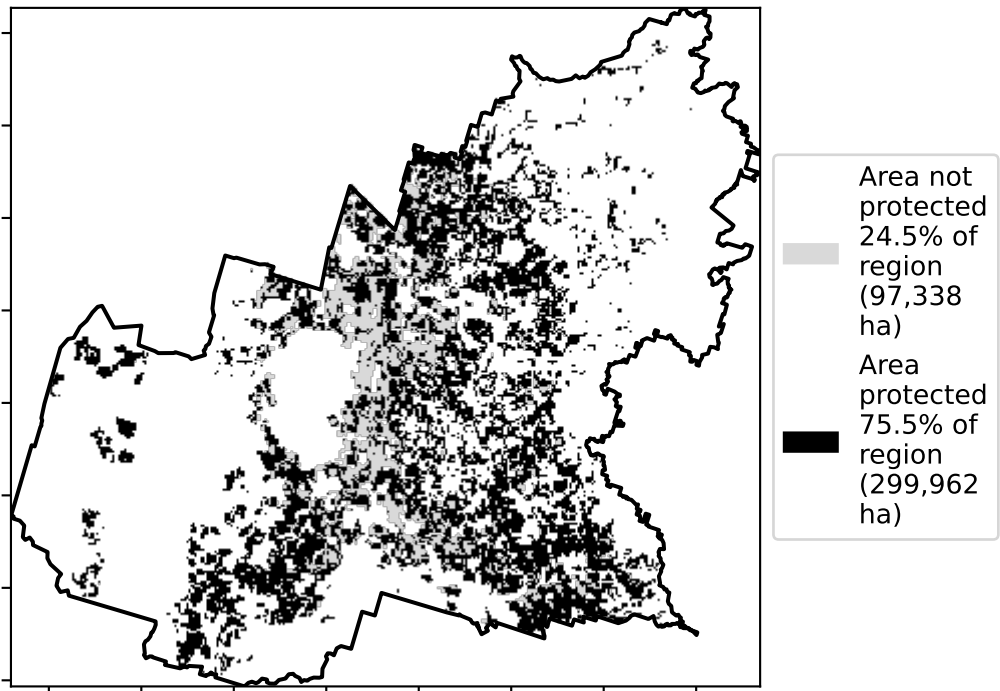 Area not
protected
24.5% of
region
(97,338
ha)
Area
protected
75.5% of
region
(299,962
ha)